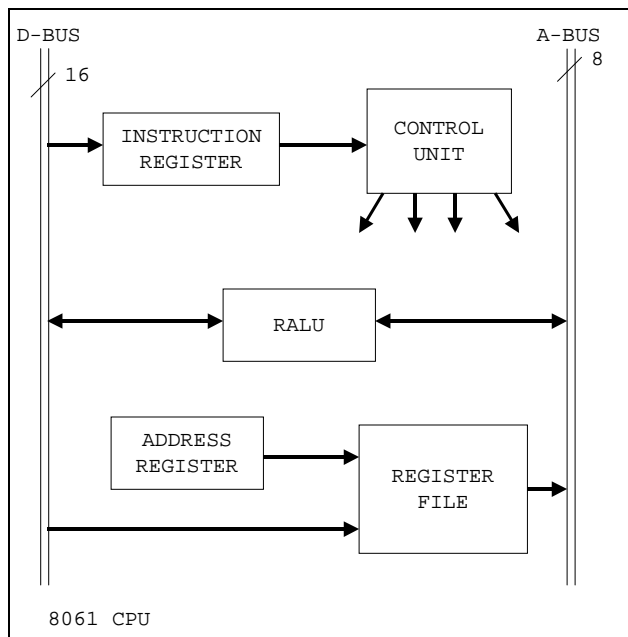 D-BUS
A-BUS
16
8
INSTRUCTION
REGISTER
CONTROL
UNIT
RALU
ADDRESS
REGISTER
REGISTER
FILE
8061 CPU